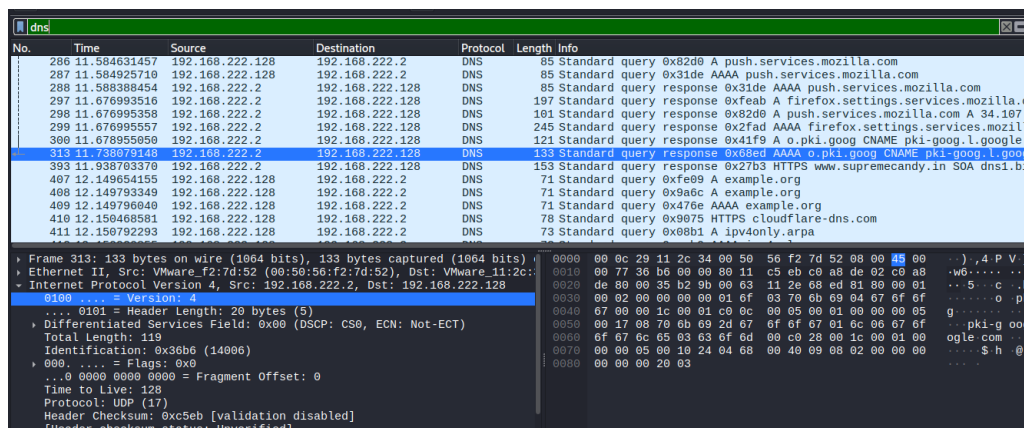 dns
No. Time Source Destination Protocol Length Info
286 11.584631457 192.168.222.128 192.168.222.2 DNS 85 Standard query 0x82d0 A push.services.mozilla.com
287 11.584925710 192.168.222.128 192.168.222.2 DNS 85 Standard query 0x31de AAAA push.services.mozilla.com
288 11.588388454 192.168.222.2 192.168.222.128 DNS 85 Standard query response 0x31de AAAA push.services.mozilla.com
297 11.676993516 192.168.222.2 192.168.222.128 DNS 197 Standard query response 0xfeab A firefox.settings.services.mozilla.c
298 11.676995358 192.168.222.2 192.168.222.128 DNS 101 Standard query response 0x82d0 A push.services.mozilla.com A 34.107
299 11.676995557 192.168.222.2 192.168.222.128 DNS 245 Standard query response 0x2fad AAAA firefox.settings.services.mozil
300 11.678955050 192.168.222.2 192.168.222.128 DNS 121 Standard query response 0x41f9 A o.pki.goog CNAME pki-goog.l.google
313 11.738079148 192.168.222.2 192.168.222.128 DNS 133 Standard query response 0x68ed AAAA o.pki.goog CNAME pki-goog.l.goo
393 11.938703370 192.168.222.2 192.168.222.128 DNS 153 Standard query response 0x27b3 HTTPS www.supremecandy.in SOA dns1.bi
407 12.149654155 192.168.222.128 192.168.222.2 DNS 71 Standard query 0xfe09 A example.org
408 12.149793349 192.168.222.128 192.168.222.2 DNS 71 Standard query 0x9a6c A example.org
409 12.149796040 192.168.222.128 192.168.222.2 DNS 71 Standard query 0x476e AAAA example.org
410 12.150468581 192.168.222.128 192.168.222.2 DNS 78 Standard query 0x9075 HTTPS cloudflare-dns.com
411 12.150792293 192.168.222.128 192.168.222.2 DNS 73 Standard query 0x08b1 A ipv4only.arpa
Frame 313: 133 bytes on wire (1064 bits), 133 bytes captured (1064 bits)
Ethernet II, Src: VMware_f2:7d:52 (00:50:56:f2:7d:52), Dst: VMware_11:2c:
Internet Protocol Version 4, Src: 192.168.222.2, Dst: 192.168.222.128
0100 .... = Version: 4
.... 0101 = Header Length: 20 bytes (5)
Differentiated Services Field: 0x00 (DSCP: CS0, ECN: Not-ECT)
Total Length: 119
Identification: 0x36b6 (14006)
000. .... = Flags: 0x0
...0 0000 0000 0000 = Fragment Offset: 0
Time to Live: 128
Protocol: UDP (17)
Header Checksum: 0xc5eb [validation disabled]
[Header checksum status: Unverified]
0000 00 0c 29 11 2c 34 00 50 56 f2 7d 52 08 00 45 00 ··)·,4·P V·
0010 00 77 36 b6 00 00 80 11 c5 eb c0 a8 de 02 c0 a8 ·w6·····
0020 de 80 00 35 b2 9b 00 63 11 2e 68 ed 81 80 00 01 ···5···c ·.
0030 00 02 00 00 00 00 01 6f 03 70 6b 69 04 67 6f 6f ·······o ·p
0040 67 00 00 1c 00 01 c0 0c 00 05 00 01 00 00 00 05 g·······
0050 00 17 08 70 6b 69 2d 67 6f 6f 67 01 6c 06 67 6f ···pki-g oog
0060 6f 67 6c 65 03 63 6f 6d 00 c0 28 00 1c 00 01 00 ogle·com ··
0070 00 00 05 00 10 24 04 68 00 40 09 08 02 00 00 00 ·····$·h ·@
0080 00 00 00 20 03